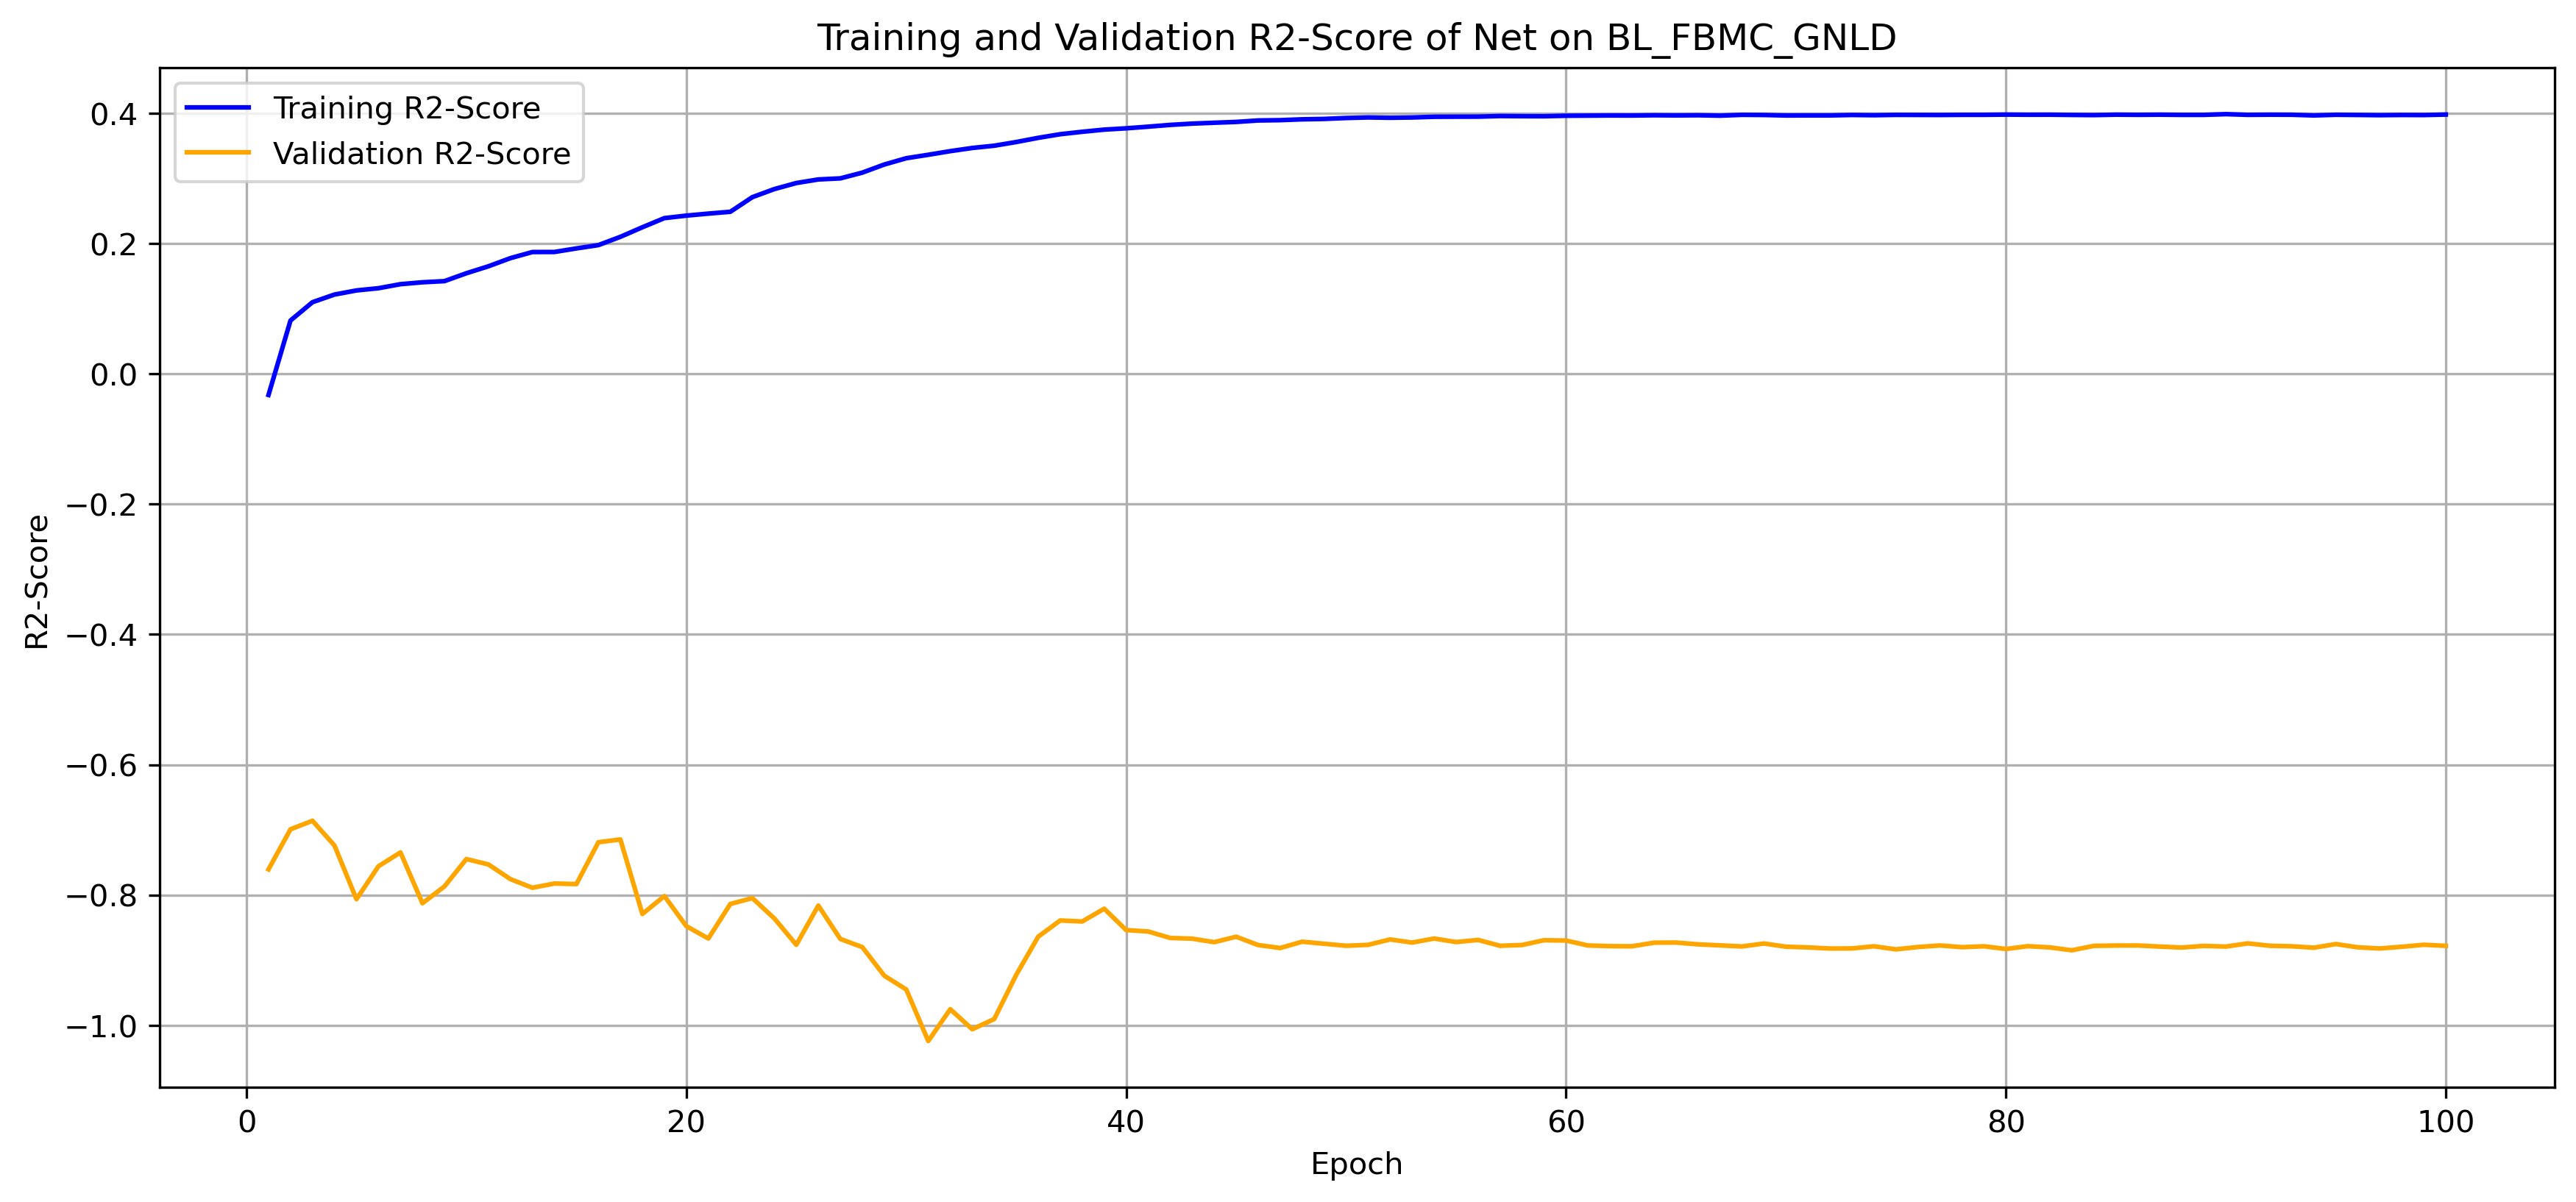 Training and Validation R2-Score of Net on BL_FBMC_GNLD
Training R2-Score
Validation R2-Score
0.4
0.2
0.0
−0.2
−0.4
−0.6
−0.8
−1.0
R2-Score
0 20 40 60 80 100
Epoch